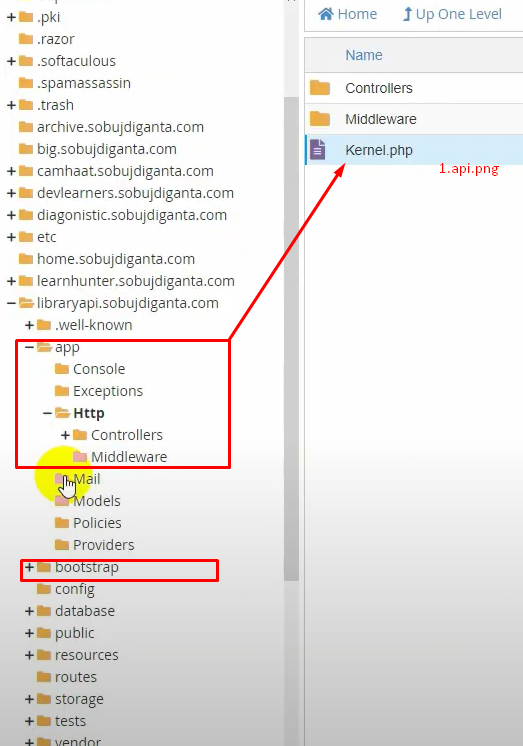 .pki
.razor
.softaculous
.spamassassin
.trash
archive.sobujdiganta.com
big.sobujdiganta.com
camhaat.sobujdiganta.com
devlearners.sobujdiganta.com
diagonistic.sobujdiganta.com
etc
home.sobujdiganta.com
learnhunter.sobujdiganta.com
libraryapi.sobujdiganta.com
.well-known
app
Console
Exceptions
Http
Controllers
Middleware
Mail
Models
Policies
Providers
bootstrap
config
database
public
resources
routes
storage
tests
vendor
Home Up One Level
Name
Controllers
Middleware
Kernel.php
1.api.png